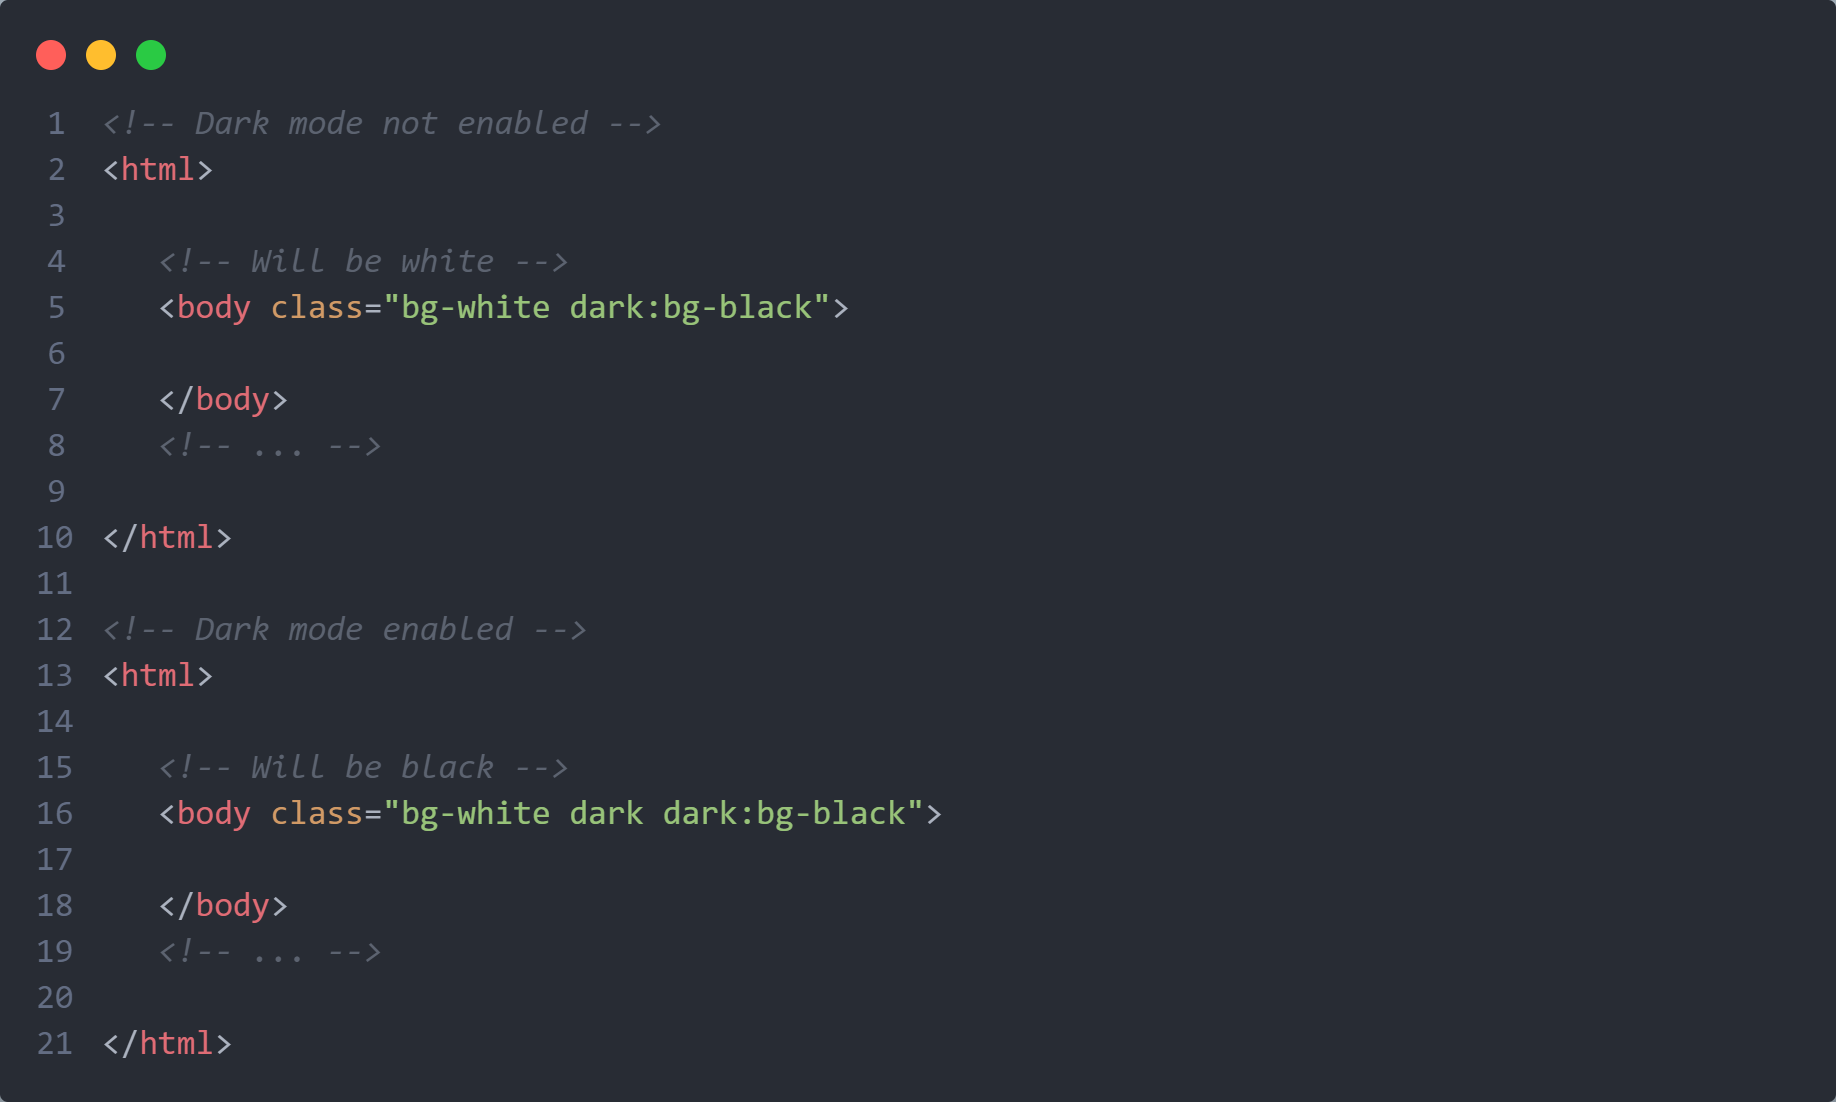 1 <!-- Dark mode not enabled -->
2 <html>
3
4 <!-- Will be white -->
5 <body class="bg-white dark:bg-black">
6
7 </body>
8 <!-- ... -->
9
10 </html>
11
12 <!-- Dark mode enabled -->
13 <html>
14
15 <!-- Will be black -->
16 <body class="bg-white dark dark:bg-black">
17
18 </body>
19 <!-- ... -->
20
21 </html>